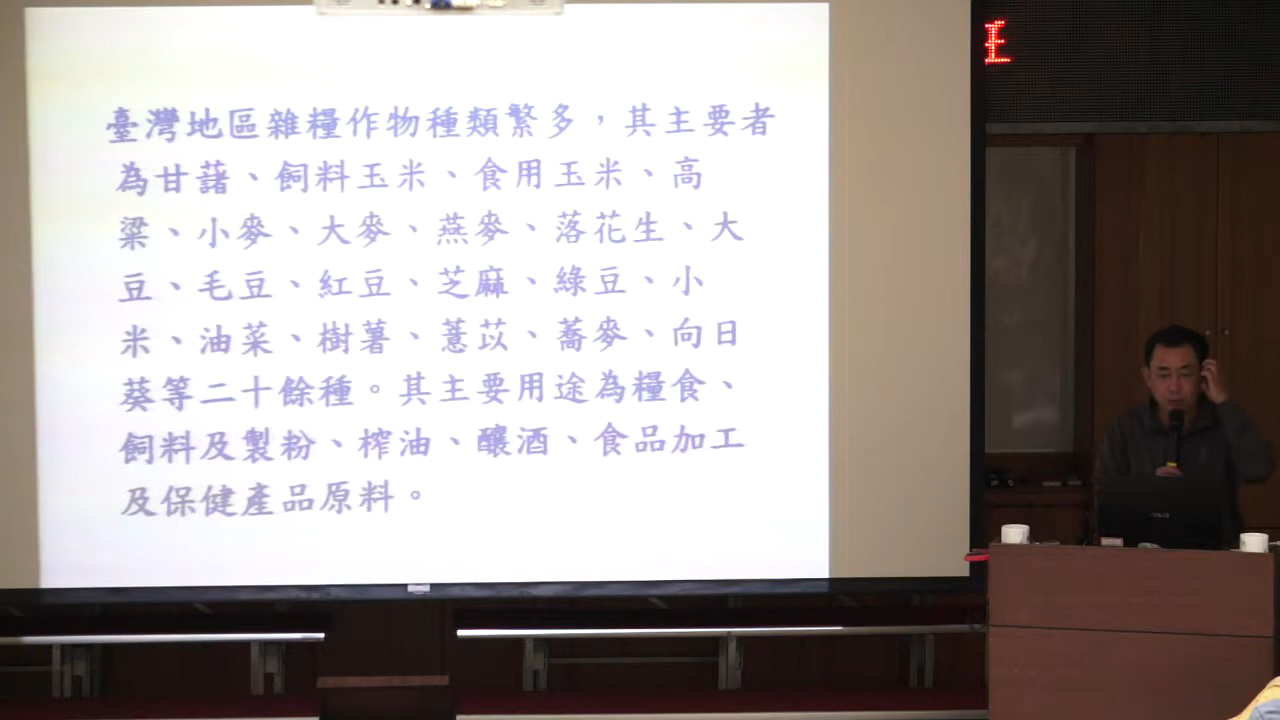 臺灣地區雜糧作物種類繁多，其主要者
為甘藷、飼料玉米、食用玉米、高
粱、小麥、大麥、燕麥、落花生、大
豆、毛豆、紅豆、芝麻、綠豆、小
米、油菜、樹薯、薏苡、蕎麥、向日
葵等二十餘種。其主要用途為糧食、
飼料及製粉、榨油、釀酒、食品加工
及保健產品原料。